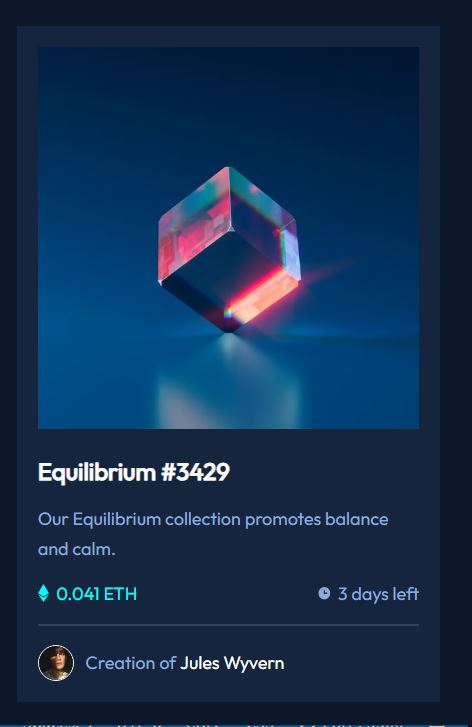 Equilibrium #3429
Our Equilibrium collection promotes balance
and calm.
0.041 ETH
3 days left
Creation of Jules Wyvern